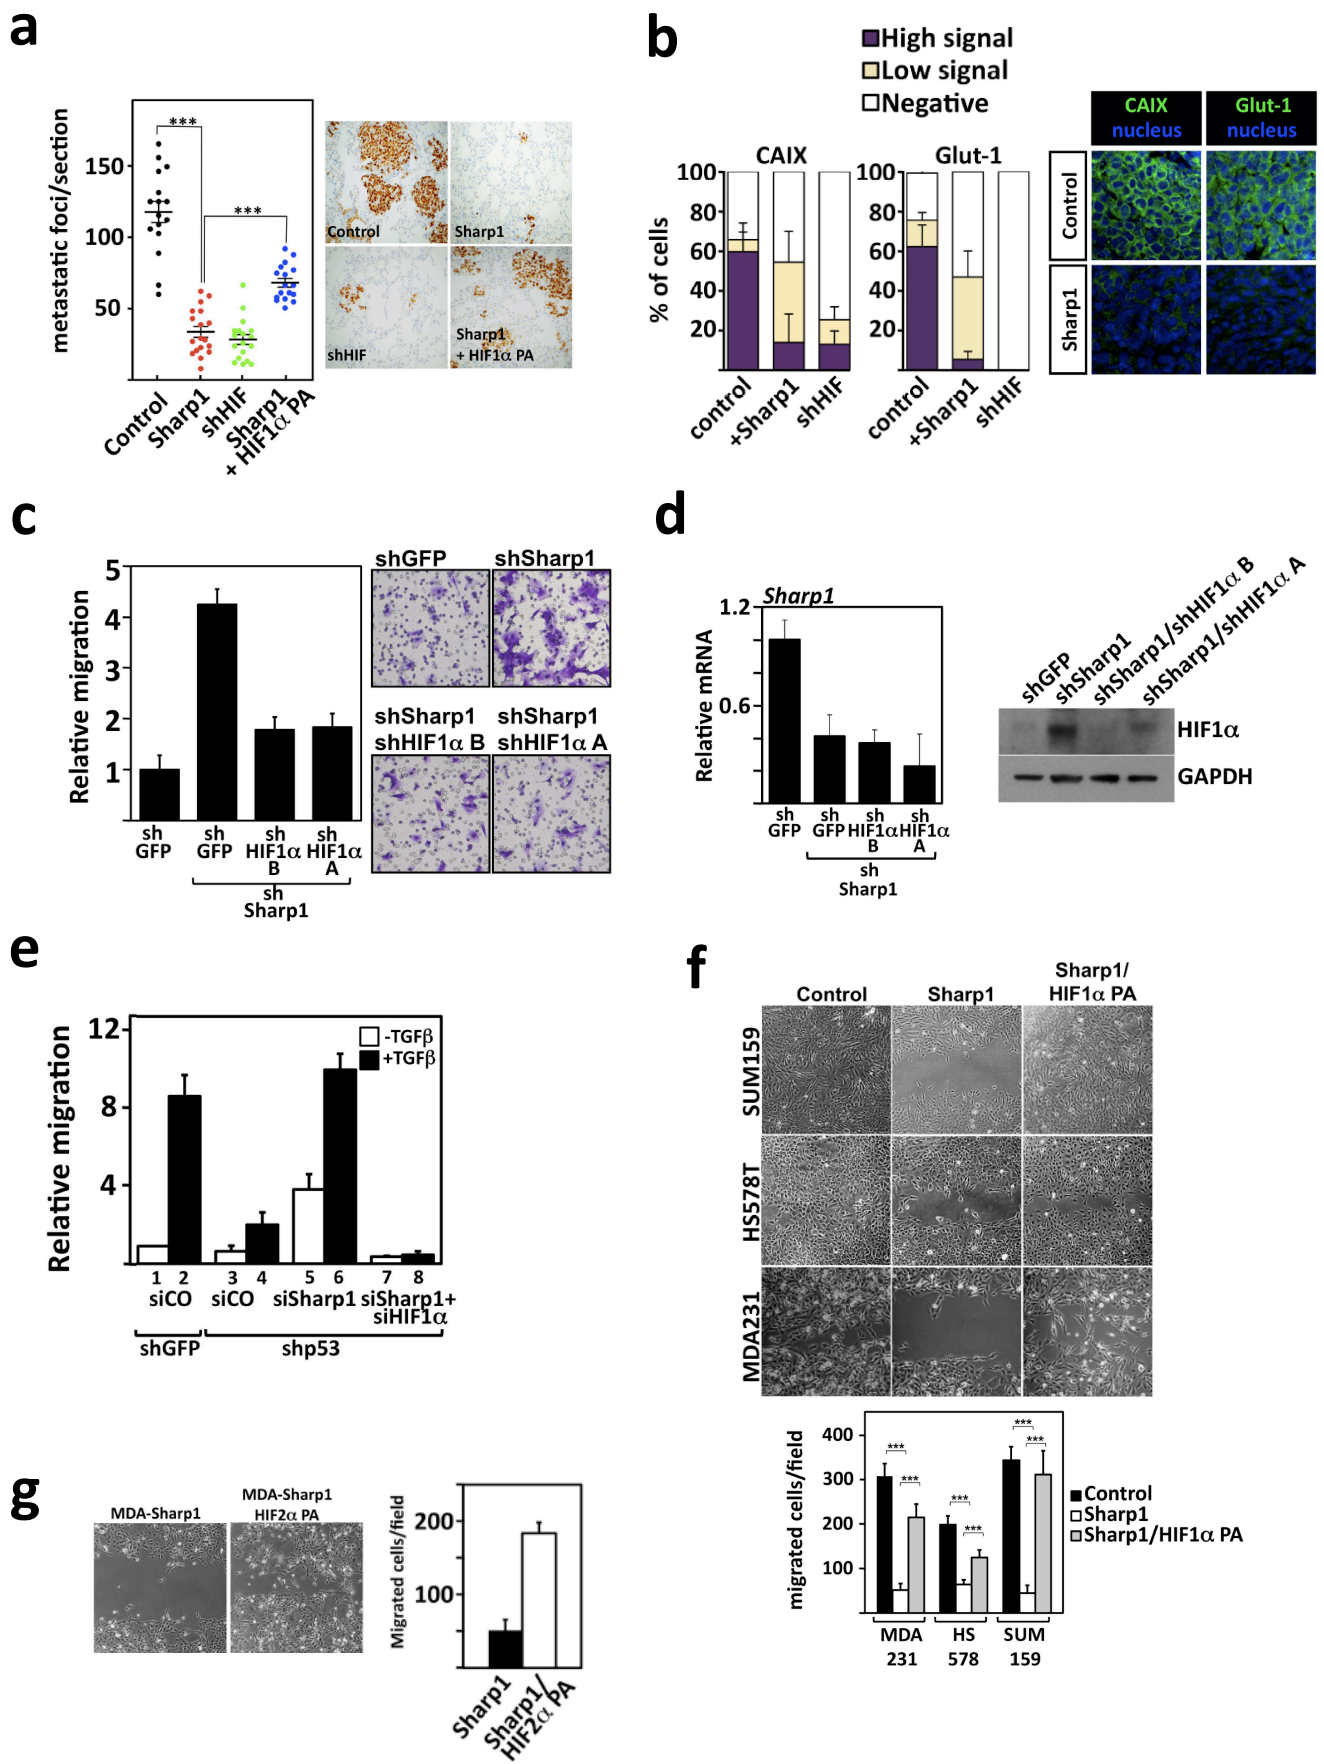 a
metastatic foci/section
150
100
50
***
***
Control
Sharp1
shHIF
Sharp1
+ HIF1α PA
Control
Sharp1
shHIF
Sharp1
+ HIF1α PA
b
High signal
Low signal
Negative
CAIX
Glut-1
% of cells
100
80
60
40
20
100
80
60
40
20
control
+Sharp1
shHIF
control
+Sharp1
shHIF
CAIX
nucleus
Glut-1
nucleus
Control
Sharp1
c
Relative migration
5
4
3
2
1
sh
GFP
sh
GFP
sh
HIF1α
B
sh
HIF1α
A
sh
Sharp1
shGFP
shSharp1
shSharp1
shHIF1α B
shSharp1
shHIF1α A
d
Sharp1
Relative mRNA
1.2
0.6
sh
GFP
sh
GFP
sh
HIF1α
B
sh
HIF1α
A
sh
Sharp1
shGFP
shSharp1
shSharp1/shHIF1α B
shSharp1/shHIF1α A
HIF1α
GAPDH
e
Relative migration
12
8
4
-TGFβ
+TGFβ
1 2 3 4 5 6 7 8
siCO
siCO
siSharp1
siSharp1+
siHIF1α
shGFP
shp53
f
Control
Sharp1
Sharp1/
HIF1α PA
SUM159
HS578T
MDA231
migrated cells/field
400
300
200
100
***
***
***
***
***
***
MDA
231
HS
578
SUM
159
Control
Sharp1
Sharp1/HIF1α PA
g
MDA-Sharp1
MDA-Sharp1
HIF2α PA
Migrated cells/field
200
100
Sharp1
Sharp1/
HIF2α PA